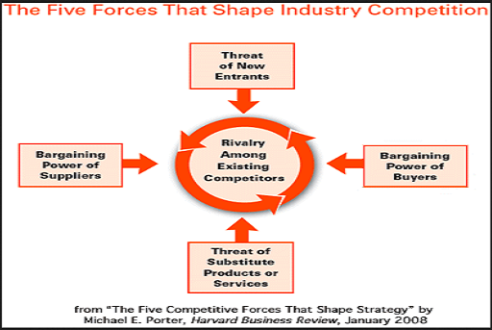 The Five Forces That Shape Industry Competition
Threat
of New
Entrants
Bargaining
Power of
Suppliers
Rivalry
Among
Existing
Competitors
Bargaining
Power of
Buyers
Threat of
Substitute
Products or
Services
from "The Five Competitive Forces That Shape Strategy" by
Michael E. Porter, Harvard Business Review, January 2008